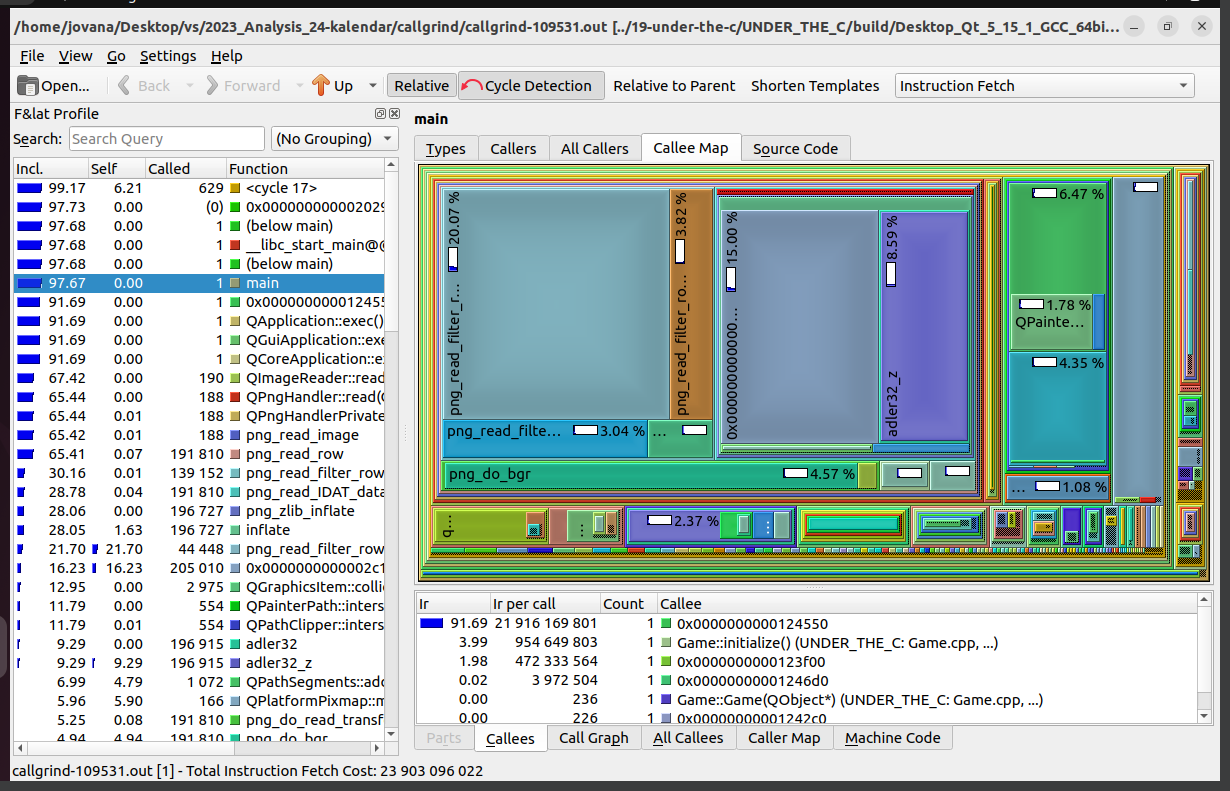 /home/jovana/Desktop/vs/2023_Analysis_24-kalendar/callgrind/callgrind-109531.out [../19-under-the-c/UNDER_THE_C/build/Desktop_Qt_5_15_1_GCC_64bi...
File View Go Settings Help
Open... Back Forward Up Relative Cycle Detection Relative to Parent Shorten Templates Instruction Fetch
F&lat Profile
Search: Search Query (No Grouping)
Incl. Self Called Function
99.17 6.21 629 <cycle 17>
97.73 0.00 (0) 0x000000000002029
97.68 0.00 1 (below main)
97.68 0.00 1 __libc_start_main@@
97.68 0.00 1 (below main)
97.67 0.00 1 main
91.69 0.00 1 0x000000000012455
91.69 0.00 1 QApplication::exec()
91.69 0.00 1 QGuiApplication::exe
91.69 0.00 1 QCoreApplication::e
67.42 0.00 190 QImageReader::read
65.44 0.00 188 QPngHandler::read(
65.44 0.01 188 QPngHandlerPrivate
65.42 0.01 188 png_read_image
65.41 0.07 191 810 png_read_row
30.16 0.01 139 152 png_read_filter_row
28.78 0.04 191 810 png_read_IDAT_data
28.06 0.00 196 727 png_zlib_inflate
28.05 1.63 196 727 inflate
21.70 21.70 44 448 png_read_filter_row
16.23 16.23 205 010 0x0000000000002c1
12.95 0.00 2 975 QGraphicsItem::colli
11.79 0.00 554 QPainterPath::inters
11.79 0.01 554 QPathClipper::inters
9.29 0.00 196 915 adler32
9.29 9.29 196 915 adler32_z
6.99 4.79 1 072 QPathSegments::add
5.96 5.90 166 QPlatformPixmap::m
5.25 0.08 191 810 png_do_read_transf
4.94 4.94 191 810 png_do_bgr
main
Types Callers All Callers Callee Map Source Code
png_read_filter_r... 20.07 %
png_read_filter_ro... 3.82 %
0x0000000000000... 15.00 %
adler32_z 8.59 %
6.47 %
1.78 %
QPainte...
4.35 %
png_read_filte... 3.04 %
...
png_do_bgr 4.57 %
... 1.08 %
q...
2.37 %
Ir Ir per call Count Callee
91.69 21 916 169 801 1 0x0000000000124550
3.99 954 649 803 1 Game::initialize() (UNDER_THE_C: Game.cpp, ...)
1.98 472 333 564 1 0x0000000000123f00
0.02 3 972 504 1 0x00000000001246d0
0.00 236 1 Game::Game(QObject*) (UNDER_THE_C: Game.cpp, ...)
0.00 226 1 0x00000000001242c0
Parts Callees Call Graph All Callees Caller Map Machine Code
callgrind-109531.out [1] - Total Instruction Fetch Cost: 23 903 096 022